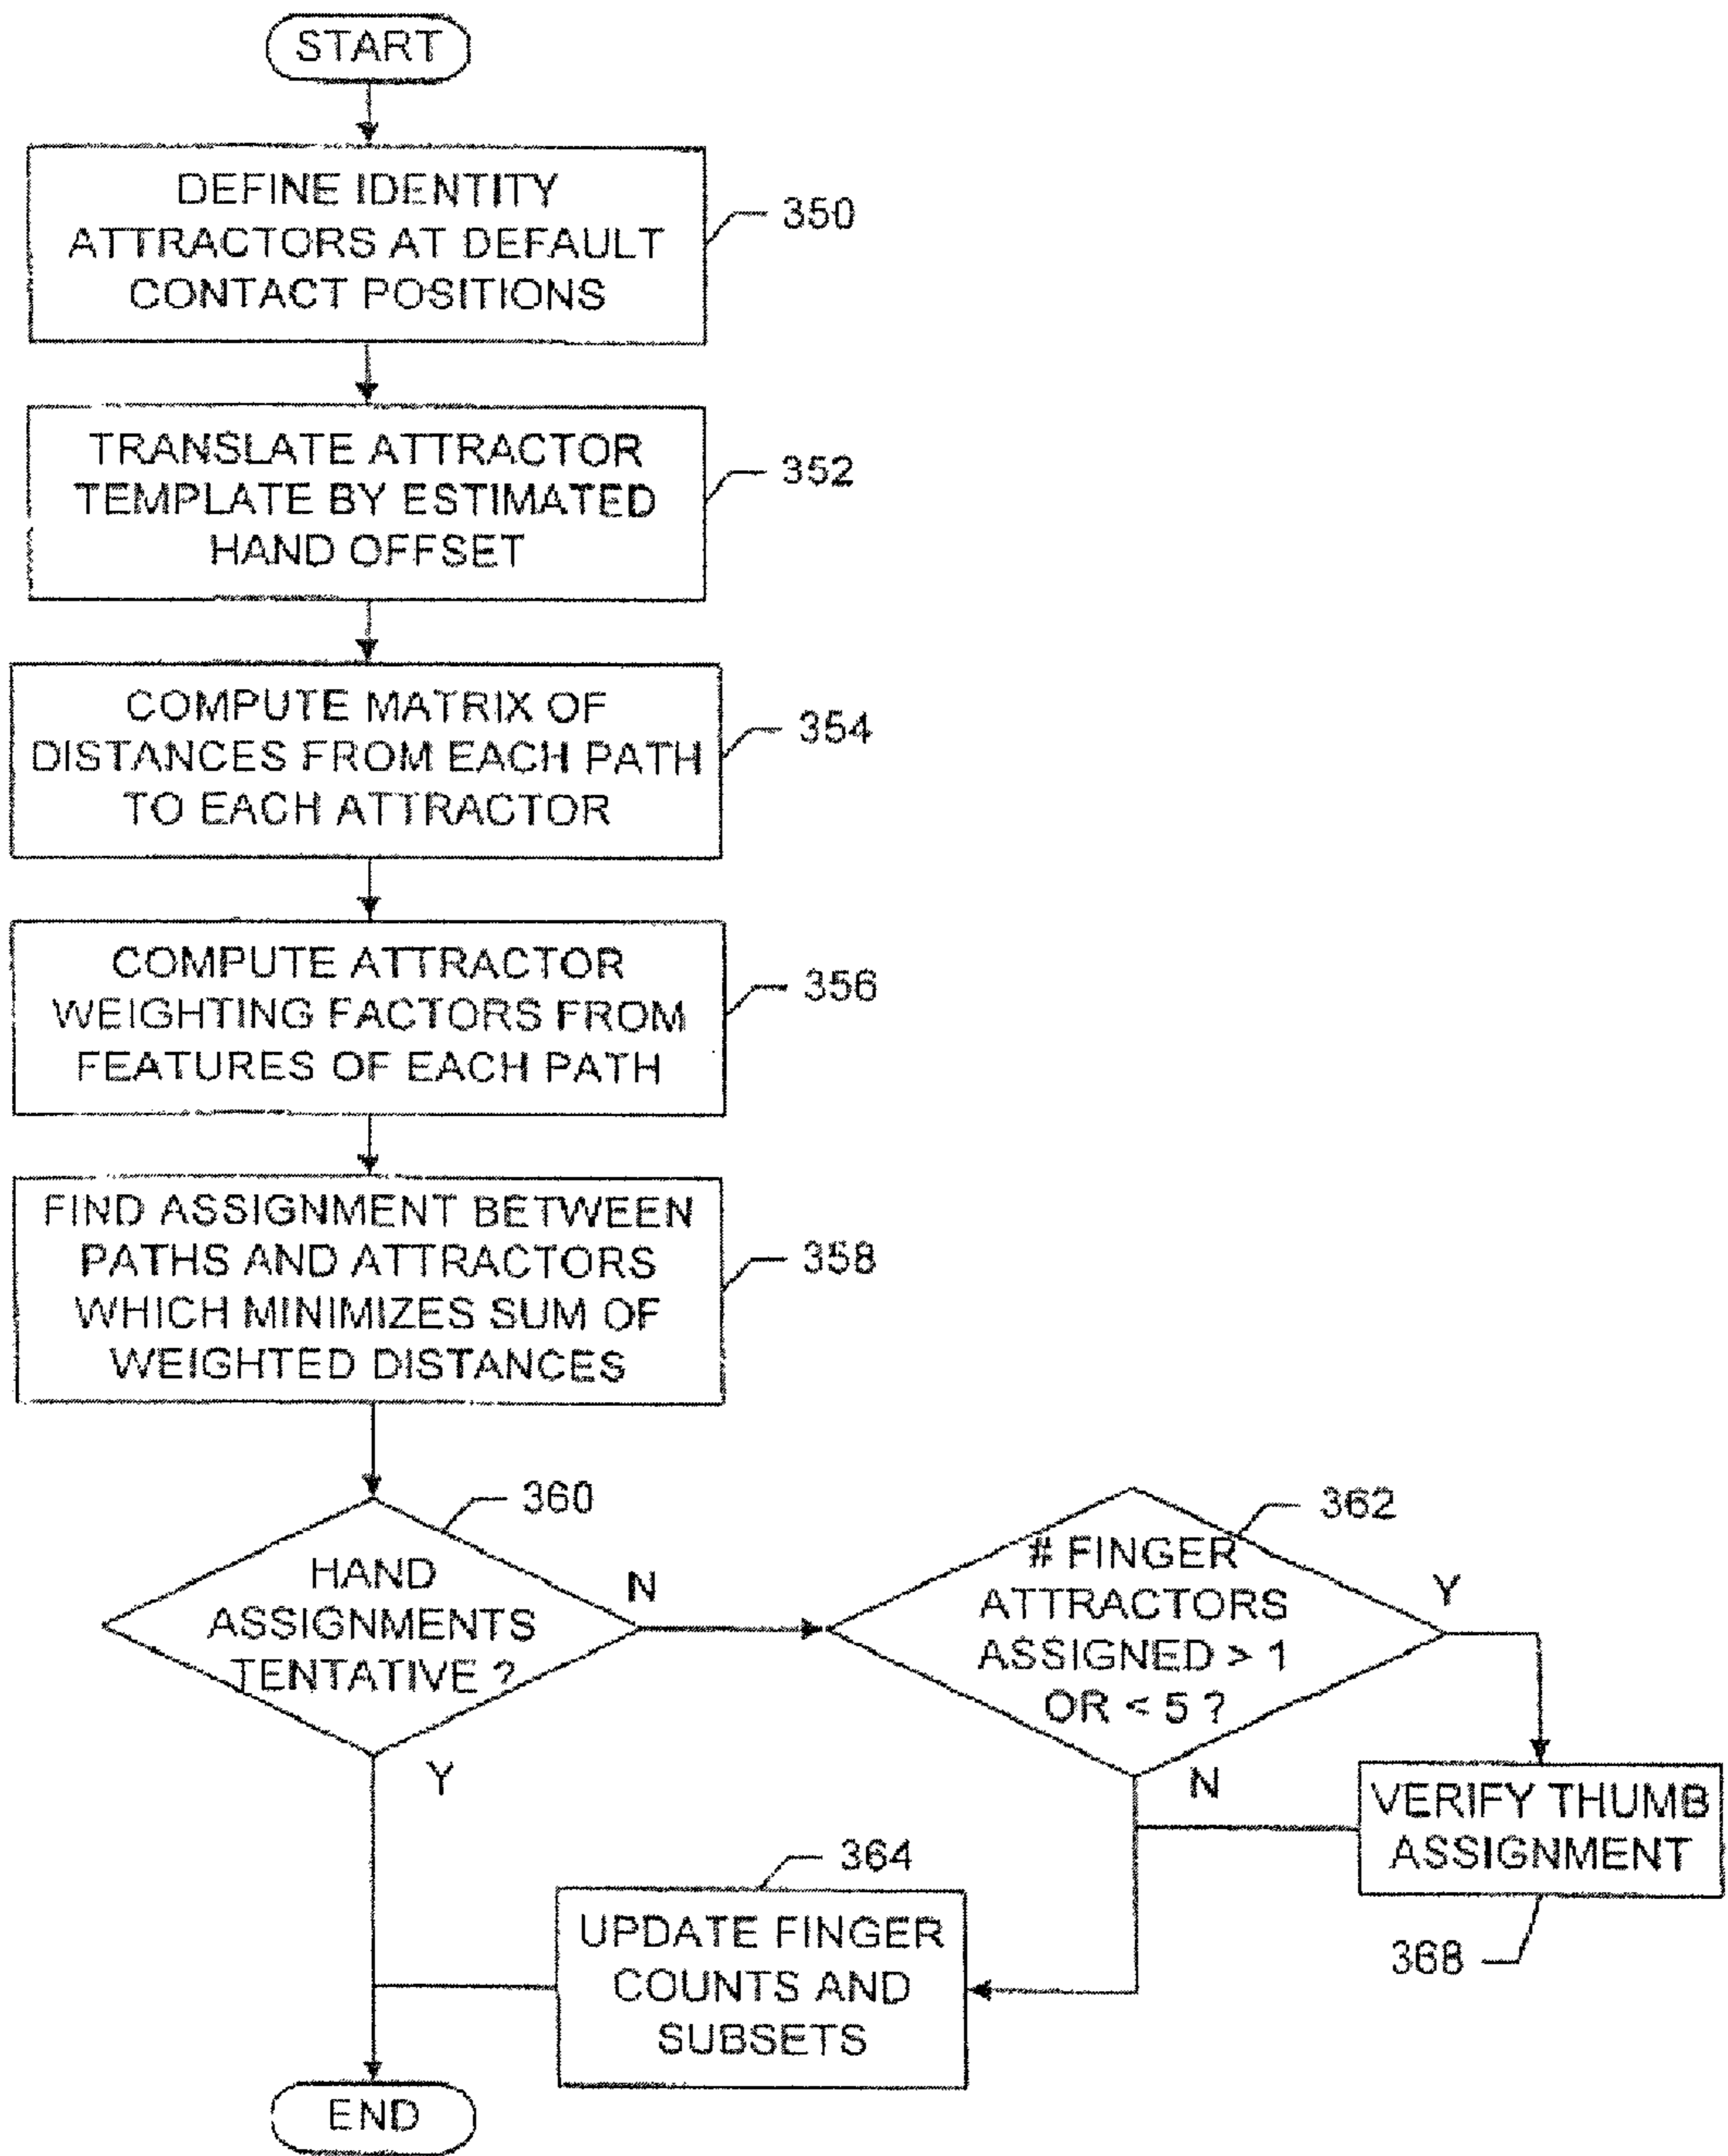 START
DEFINE IDENTITY
ATTRACTORS AT DEFAULT
CONTACT POSITIONS
350
TRANSLATE ATTRACTOR
TEMPLATE BY ESTIMATED
HAND OFFSET
352
COMPUTE MATRIX OF
DISTANCES FROM EACH PATH
TO EACH ATTRACTOR
354
COMPUTE ATTRACTOR
WEIGHTING FACTORS FROM
FEATURES OF EACH PATH
356
FIND ASSIGNMENT BETWEEN
PATHS AND ATTRACTORS
WHICH MINIMIZES SUM OF
WEIGHTED DISTANCES
358
360
HAND
ASSIGNMENTS
TENTATIVE ?
N
Y
362
# FINGER
ATTRACTORS
ASSIGNED > 1
OR < 5 ?
Y
N
VERIFY THUMB
ASSIGNMENT
368
364
UPDATE FINGER
COUNTS AND
SUBSETS
END